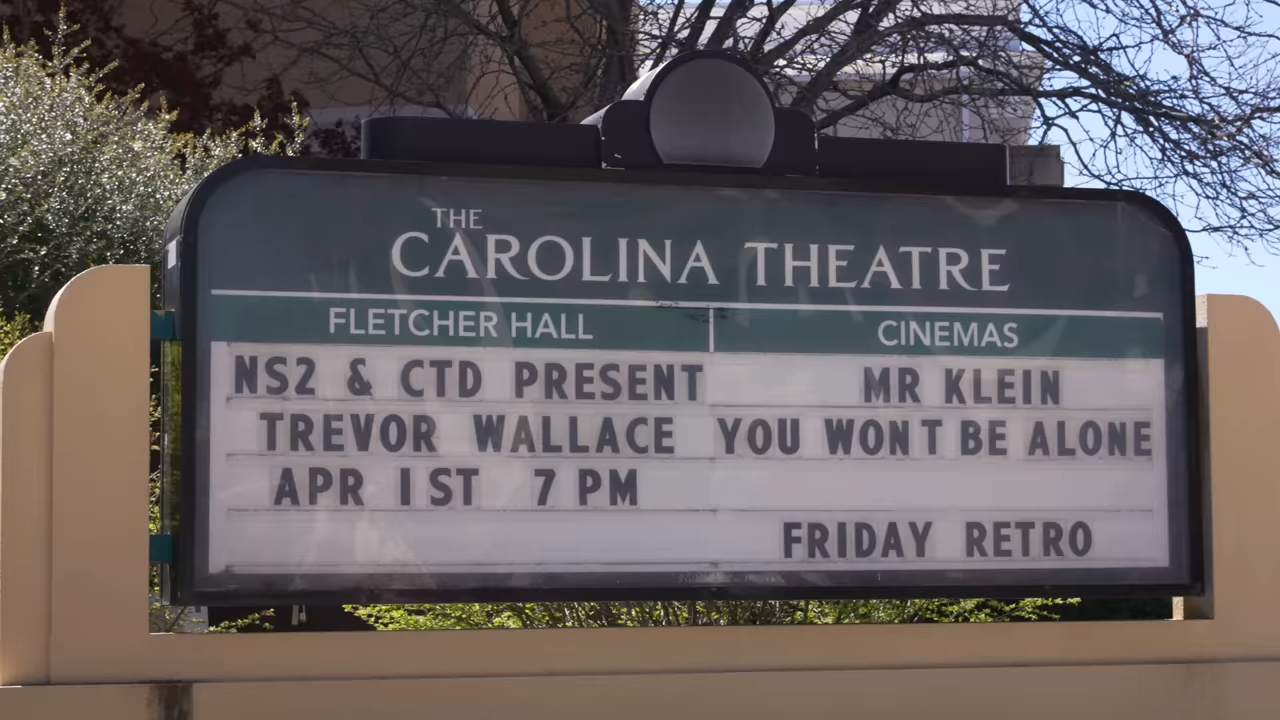 THE
CAROLINA THEATRE
FLETCHER HALL
NS2 & CTD PRESENT
TREVOR WALLACE
APR 1ST 7 PM
CINEMAS
MR KLEIN
YOU WONT BE ALONE
FRIDAY RETRO